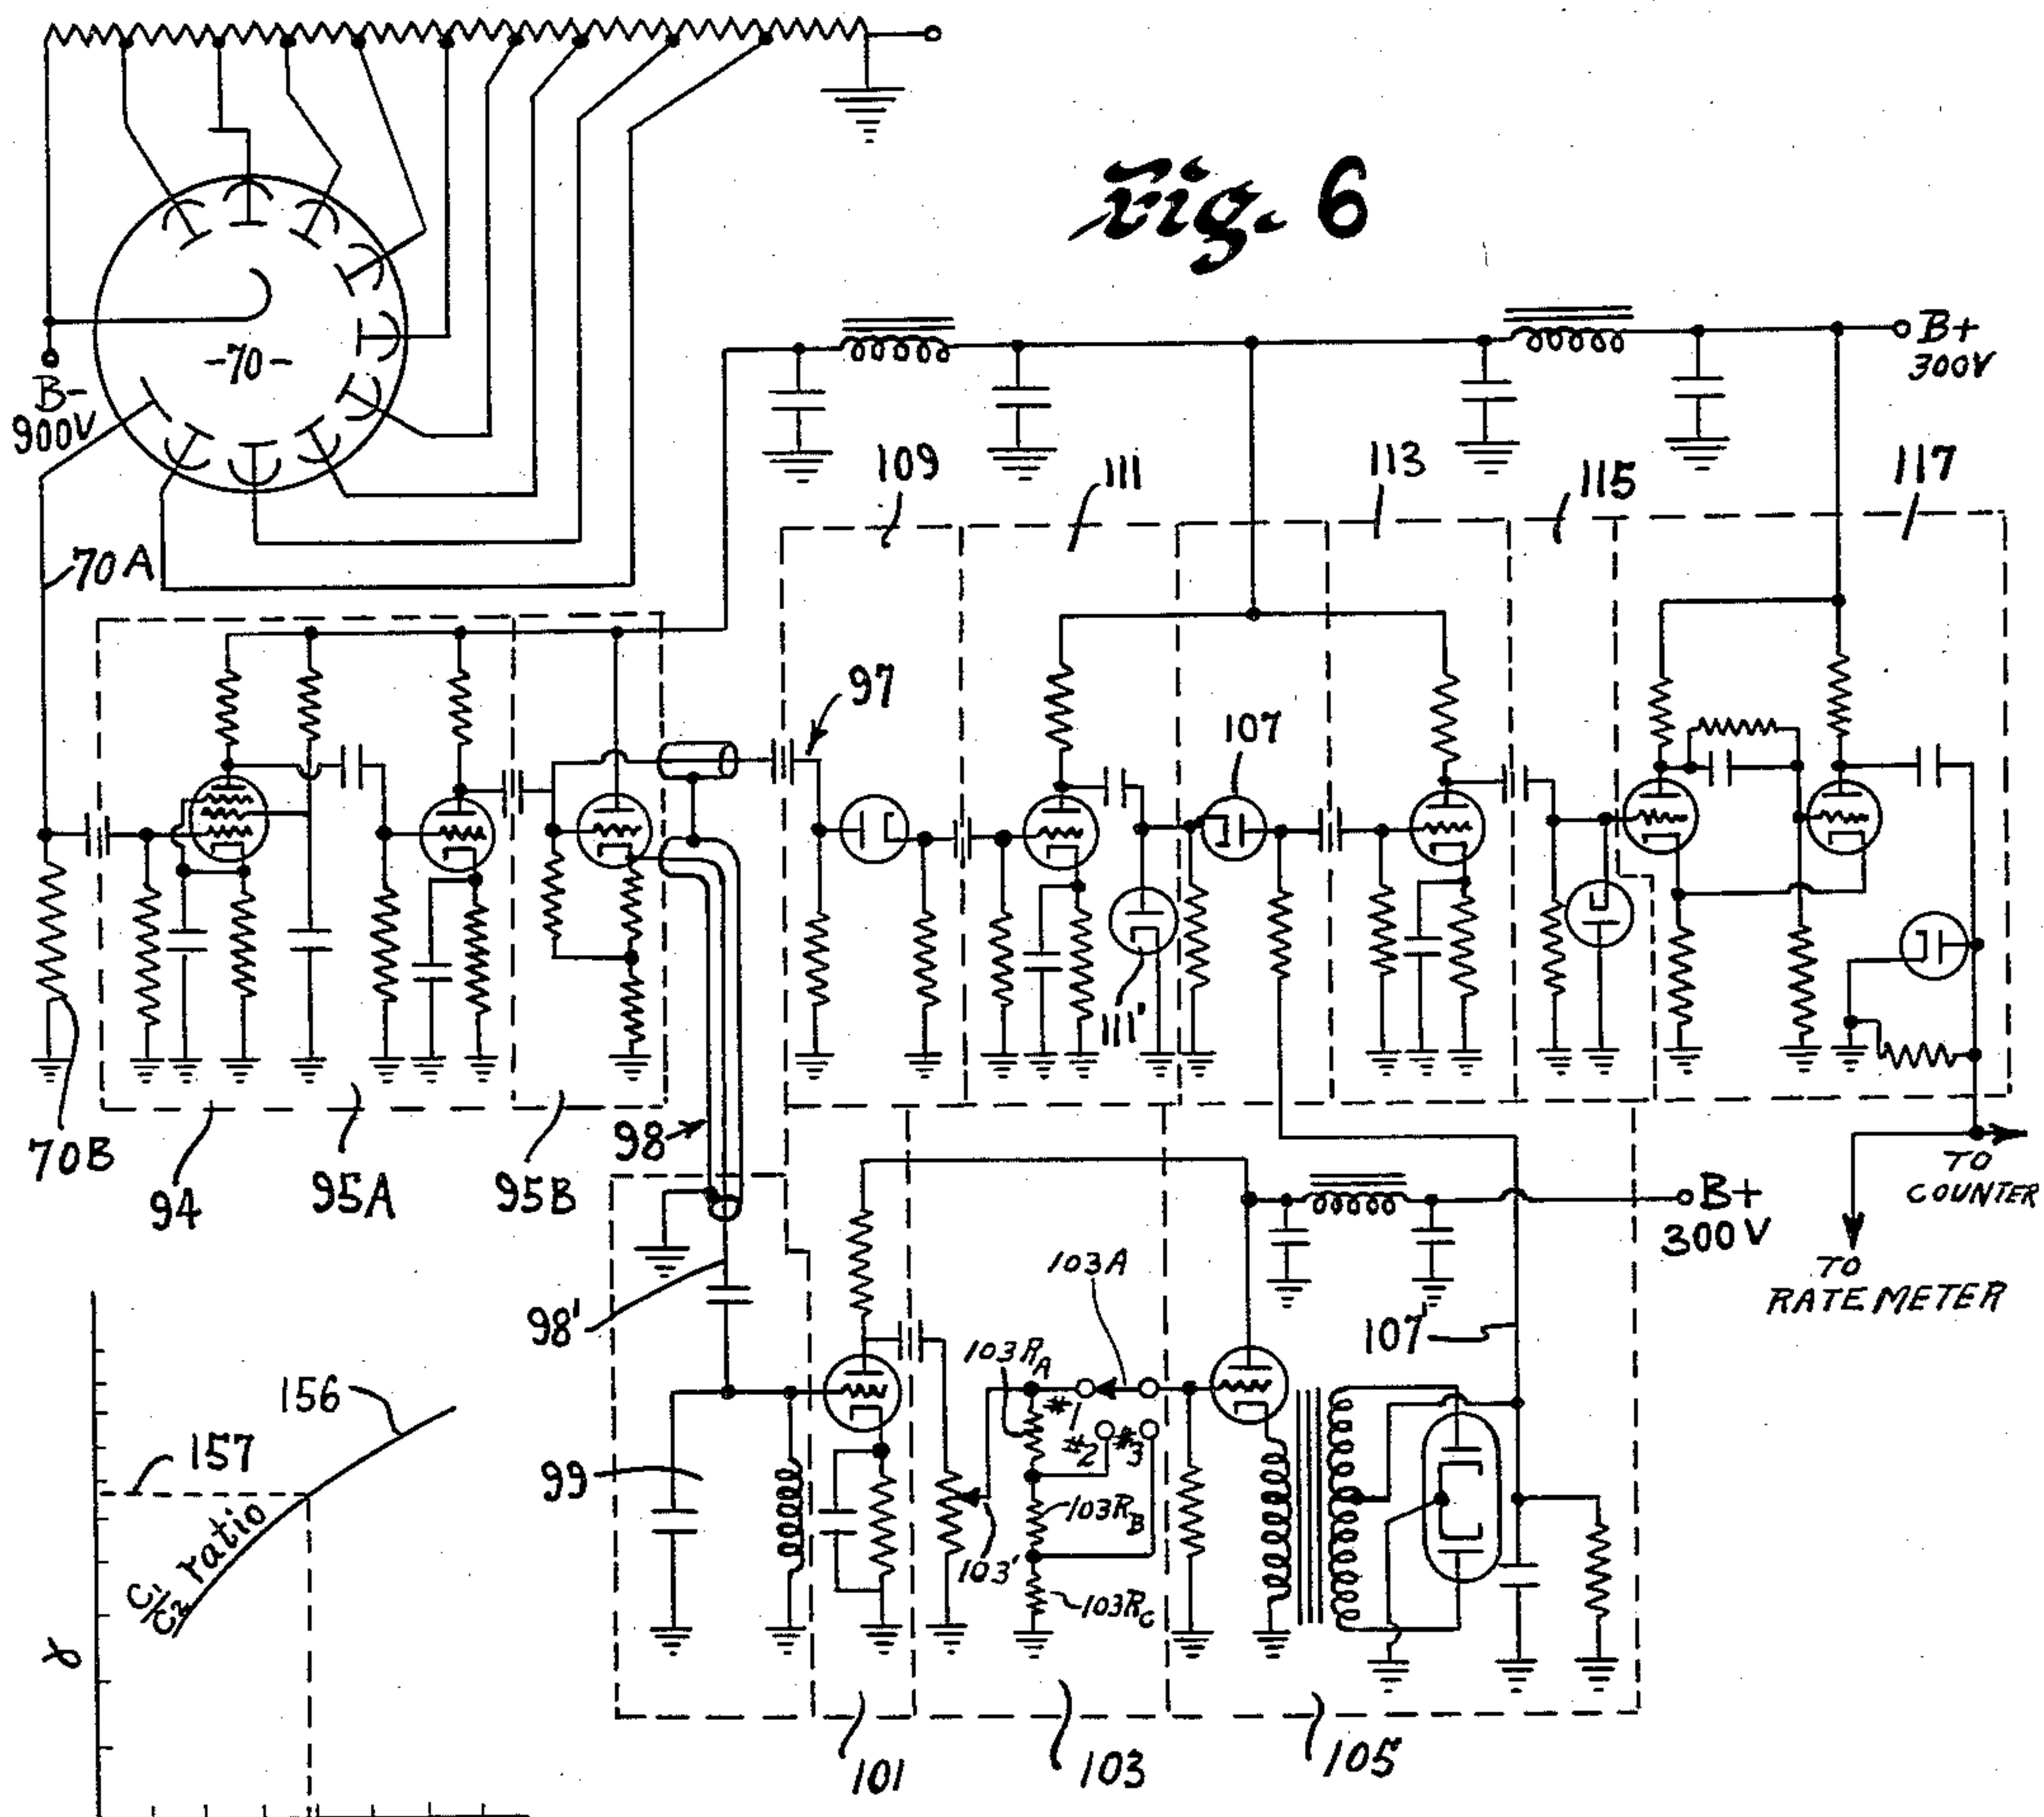 Fig. 6
-70-
B-
900V
B+
300V
109
111
113
115
117
70A
97
107
111'
70B
94
95A
95B
98
TO
COUNTER
B+
300V
TO
RATE METER
98'
103A
107'
103RA
#1
#2
#3
156
157
99
103RB
C1/C2 ratio
103'
103RC
γ
101
103
105